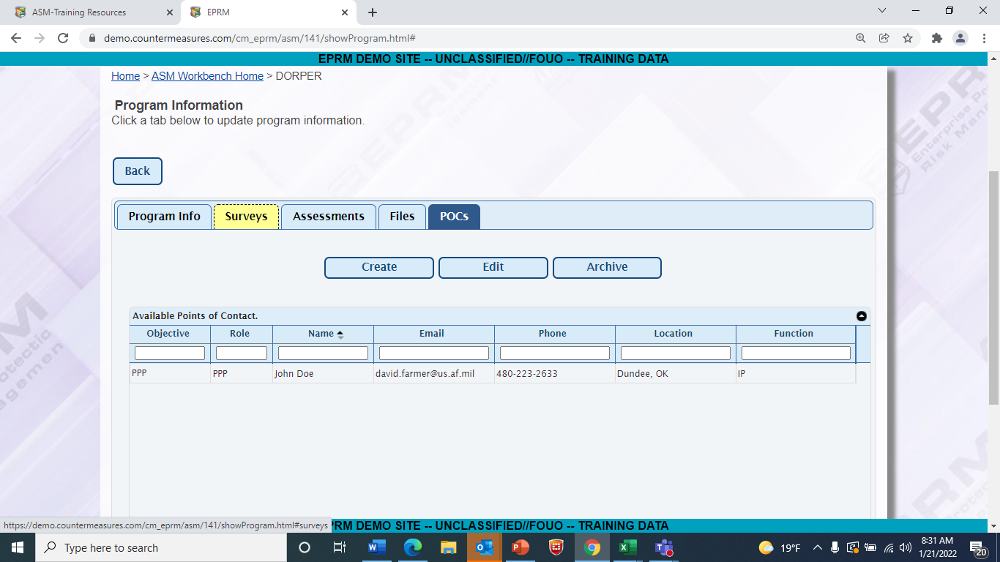 ASM-Training Resources
EPRM
demo.countermeasures.com/cm_eprm/asm/141/showProgram.html#
EPRM DEMO SITE -- UNCLASSIFIED//FOUO -- TRAINING DATA
Home > ASM Workbench Home > DORPER
Program Information
Click a tab below to update program information.
Back
Program Info Surveys Assessments Files POCs
Create Edit Archive
Available Points of Contact.
Objective Role Name Email Phone Location Function
PPP PPP John Doe david.farmer@us.af.mil 480-223-2633 Dundee, OK IP
https://demo.countermeasures.com/cm_eprm/asm/141/showProgram.html#surveys
PRM DEMO SITE -- UNCLASSIFIED//FOUO -- TRAINING DATA
Type here to search
19°F
8:31 AM
1/21/2022
20